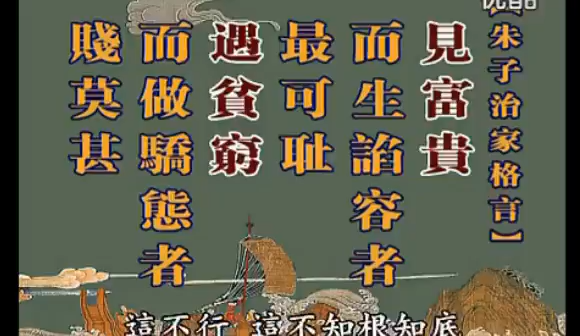 【朱子治家格言】
見富貴
而生諂容者
最可恥
遇貧窮
而做驕態者
賤莫甚
這不行 這不知根知底